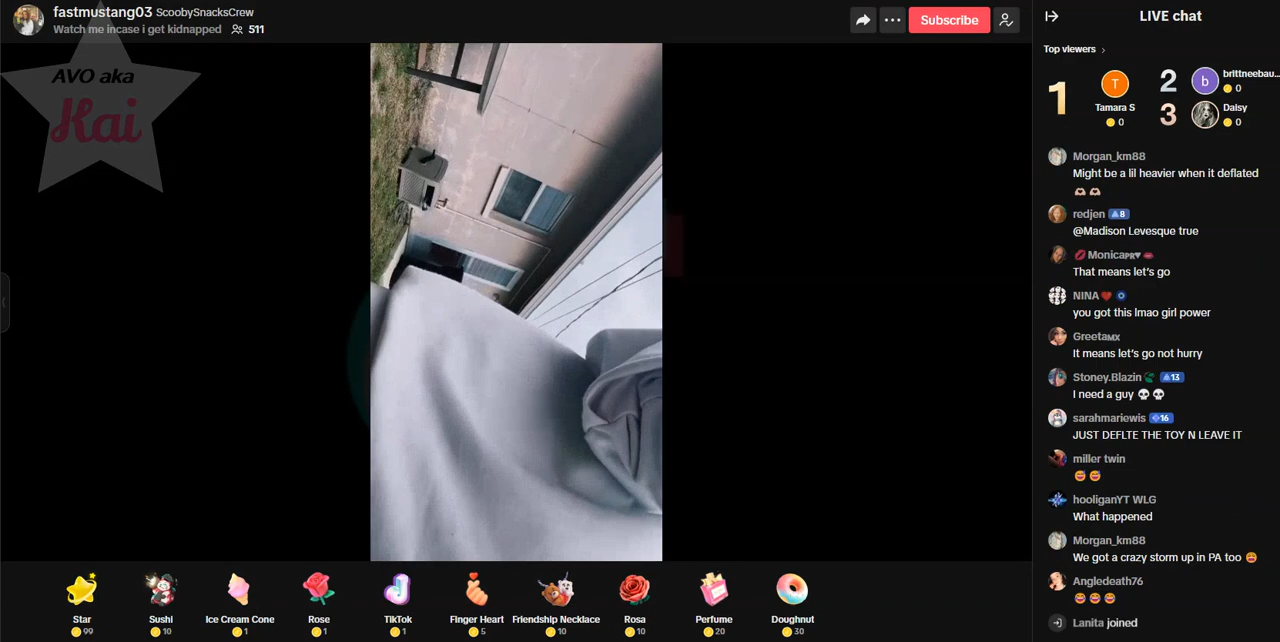 fastmustang03 ScoobySnacksCrew
Watch me incase i get kidnapped 511
Subscribe
AVO aka
Kai
LIVE chat
Top viewers
1
T
Tamara S
0
2
b
brittneebau...
0
3
Daisy
0
Morgan_km88
Might be a lil heavier when it deflated
🫶🏼 🫶🏼
redjen 8
@Madison Levesque true
💋MonicaPR♥👄
That means let's go
NINA❤️🧿
you got this lmao girl power
GreetaMX
It means let's go not hurry
Stoney.Blazin 13
I need a guy 💀💀
sarahmariewis 16
JUST DEFLTE THE TOY N LEAVE IT
miller twin
😅 😅
hooliganYT WLG
What happened
Morgan_km88
We got a crazy storm up in PA too 😩
Angledeath76
😂 😂 😂
Lanita joined
Star
99
Sushi
10
Ice Cream Cone
1
Rose
1
TikTok
1
Finger Heart
5
Friendship Necklace
10
Rosa
10
Perfume
20
Doughnut
30